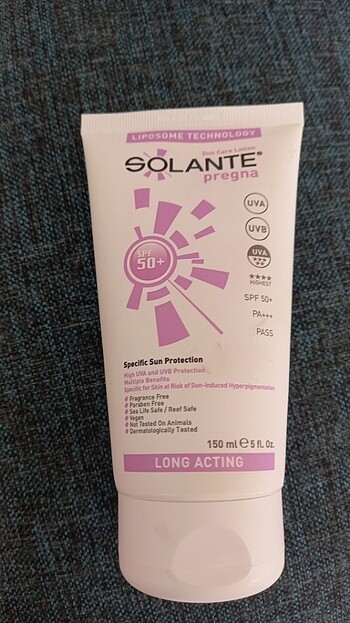 LIPOSOME TECHNOLOGY
Sun Care Lotion
SOLANTE®
pregna
UVA
UVB
SPF
50+
UVA
★★★★
HIGHEST
SPF 50+
PA+++
PASS
Specific Sun Protection
High UVA and UVB Protection
Multiple Benefits
Specific for Skin at Risk of Sun-induced Hyperpigmentation
# Fragrance Free
# Paraben Free
# Sea Life Safe / Reef Safe
# Vegan
# Not Tested On Animals
# Dermatologically Tested
150 ml ℮ 5 fl. Oz.
LONG ACTING